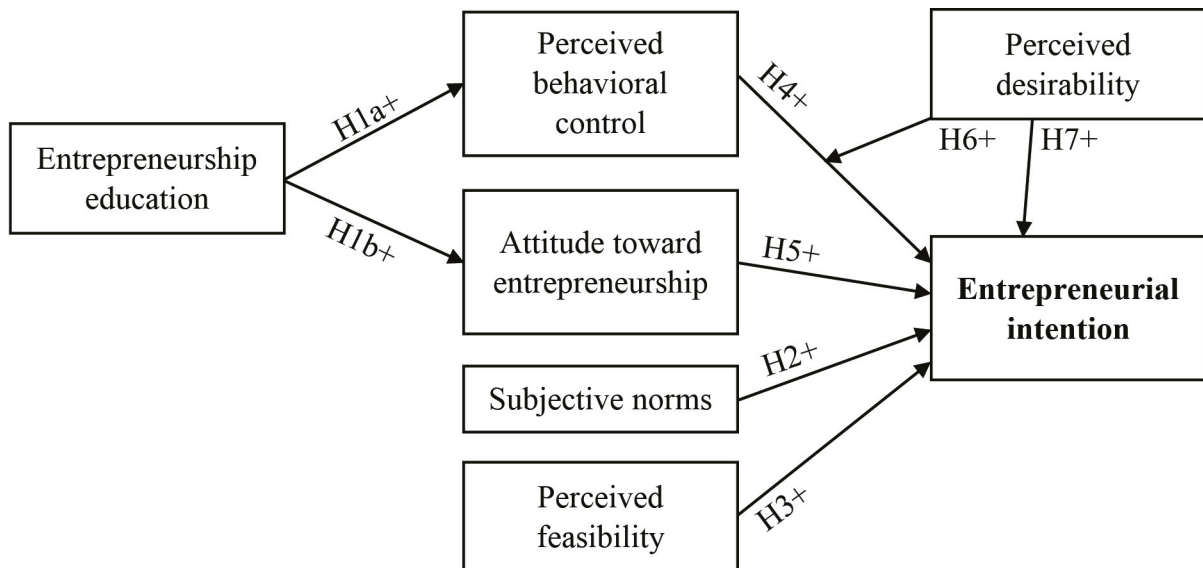 Entrepreneurship
education
H1a+
H1b+
Perceived
behavioral
control
Attitude toward
entrepreneurship
Subjective norms
Perceived
feasibility
H4+
H5+
H2+
H3+
Perceived
desirability
H6+
H7+
Entrepreneurial
intention